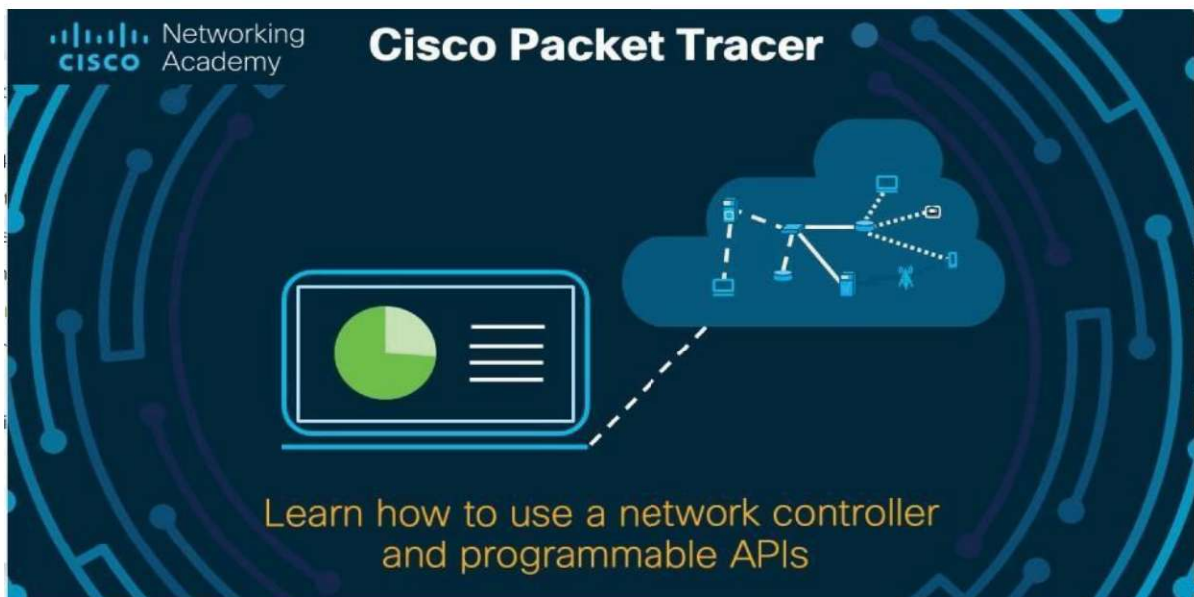 Networking
CISCO Academy
Cisco Packet Tracer
Learn how to use a network controller
and programmable APIs